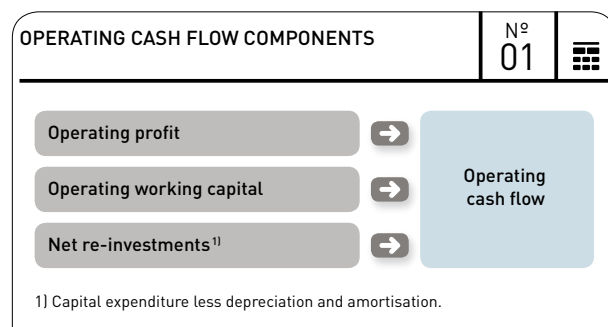 OPERATING CASH FLOW COMPONENTS
Nº
01
Operating profit
Operating working capital
Net re-investments¹⁾
Operating
cash flow
1) Capital expenditure less depreciation and amortisation.